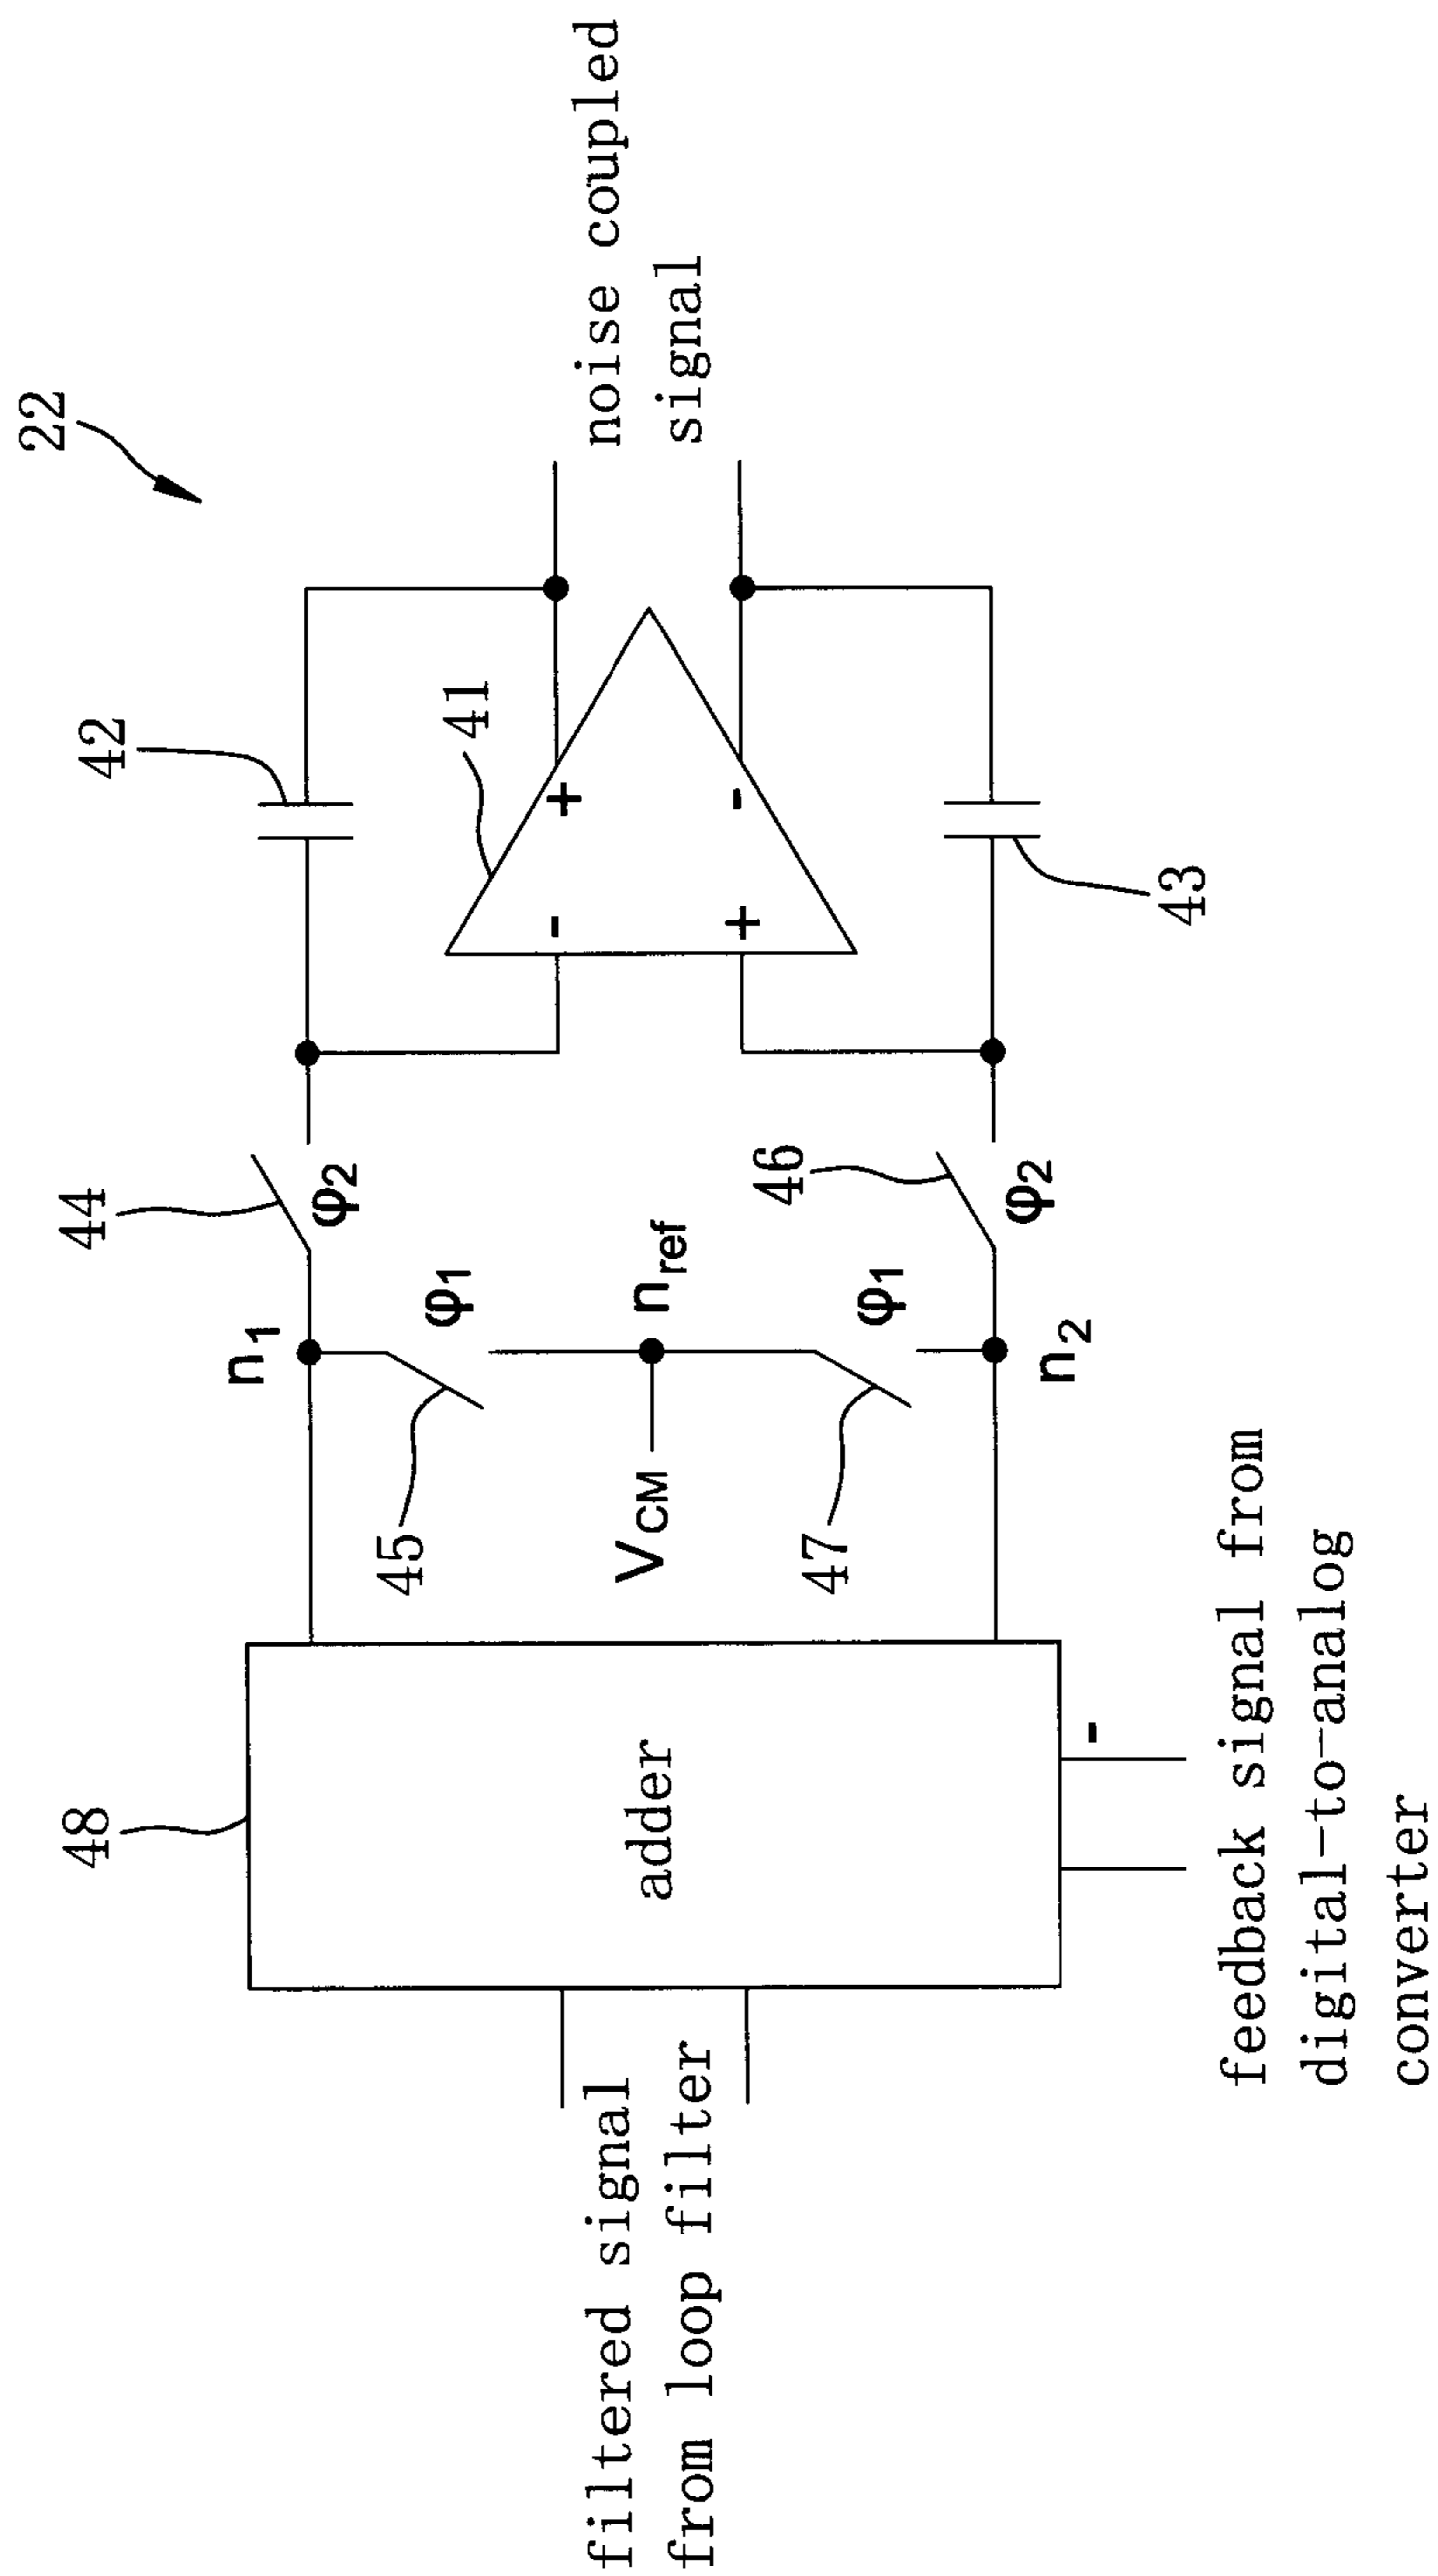 22
42
41
noise coupled
signal
43
44
φ2
46
φ2
n1
φ1
nref
φ1
n2
VCM
45
47
48
adder
-
+
-
+
-
filtered signal
from loop filter
feedback signal from
digital-to-analog
converter